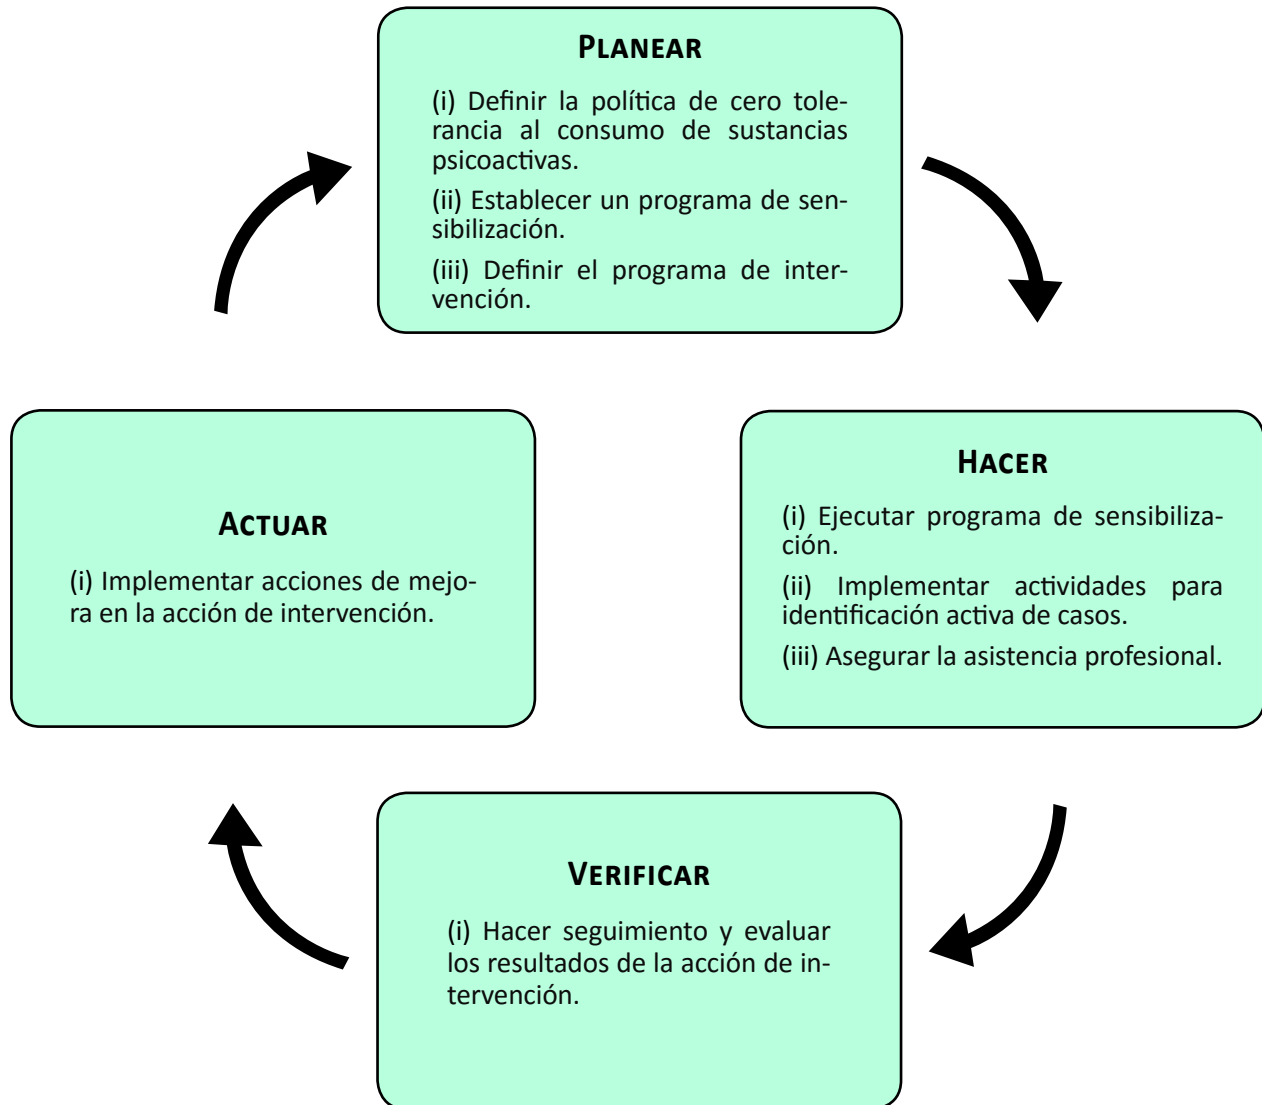 PLANEAR
(i) Definir la política de cero tole-
rancia al consumo de sustancias
psicoactivas.
(ii) Establecer un programa de sen-
sibilización.
(iii) Definir el programa de inter-
vención.
HACER
(i) Ejecutar programa de sensibiliza-
ción.
(ii) Implementar actividades para
identificación activa de casos.
(iii) Asegurar la asistencia profesional.
VERIFICAR
(i) Hacer seguimiento y evaluar
los resultados de la acción de in-
tervención.
ACTUAR
(i) Implementar acciones de mejo-
ra en la acción de intervención.